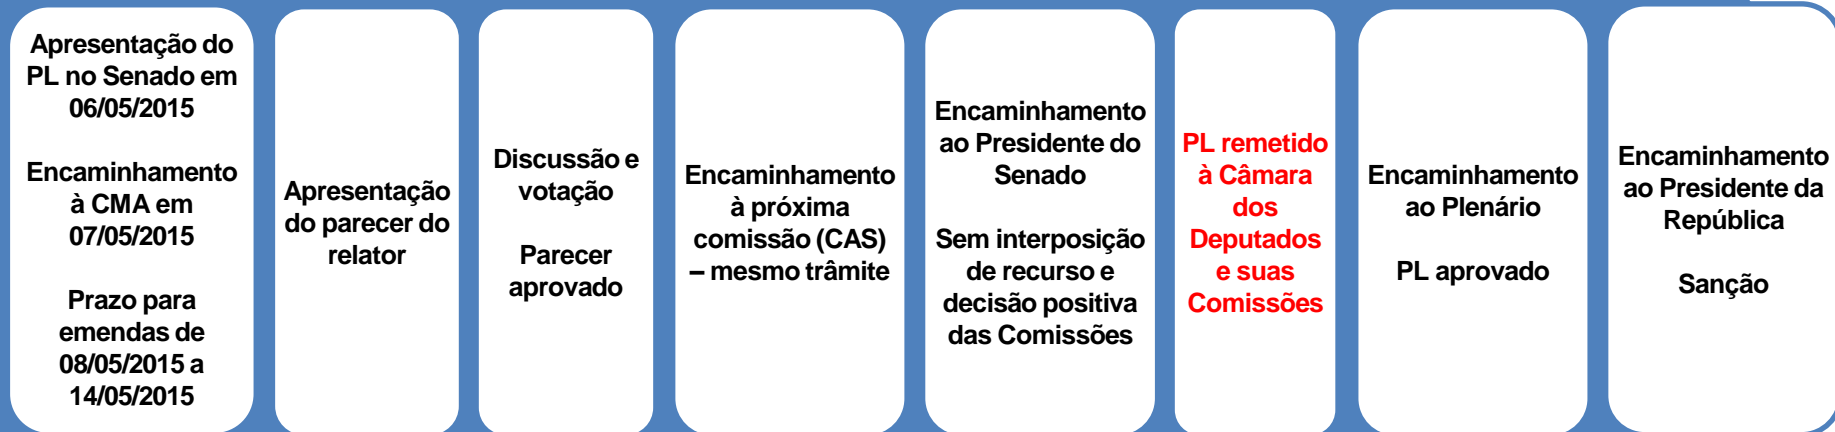 Apresentação do
PL no Senado em
06/05/2015
Encaminhamento
à CMA em
07/05/2015
Prazo para
emendas de
08/05/2015 a
14/05/2015
Apresentação
do parecer do
relator
Discussão e
votação
Parecer
aprovado
Encaminhamento
à próxima
comissão (CAS)
– mesmo trâmite
Encaminhamento
ao Presidente do
Senado
Sem interposição
de recurso e
decisão positiva
das Comissões
PL remetido
à Câmara
dos
Deputados
e suas
Comissões
Encaminhamento
ao Plenário
PL aprovado
Encaminhamento
ao Presidente da
República
Sanção